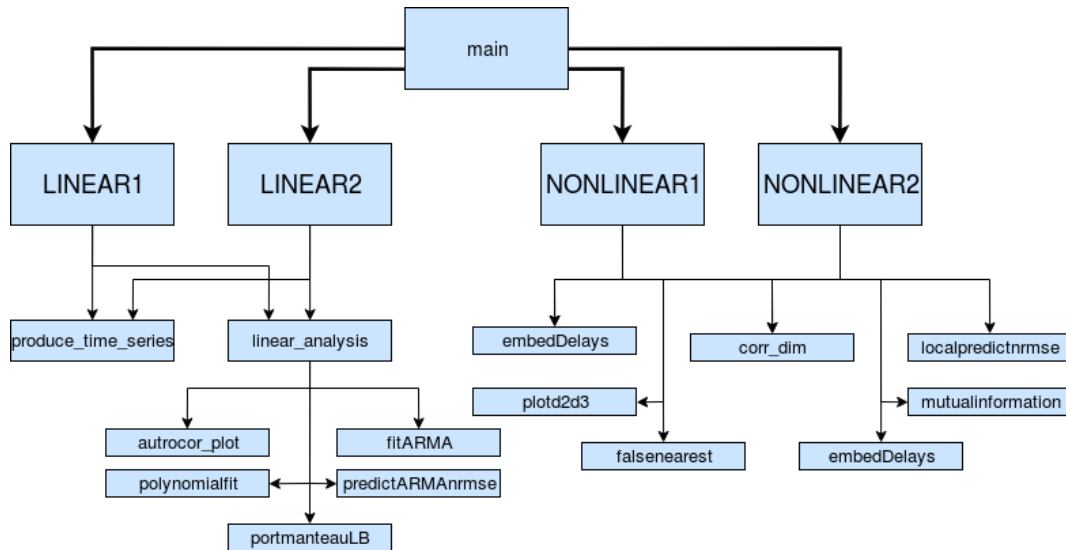 main
LINEAR1
LINEAR2
NONLINEAR1
NONLINEAR2
produce_time_series
linear_analysis
embedDelays
corr_dim
localpredictnrmse
plotd2d3
mutualinformation
autrocor_plot
fitARMA
falsenearest
embedDelays
polynomialfit
predictARMAnrmse
portmanteauLB